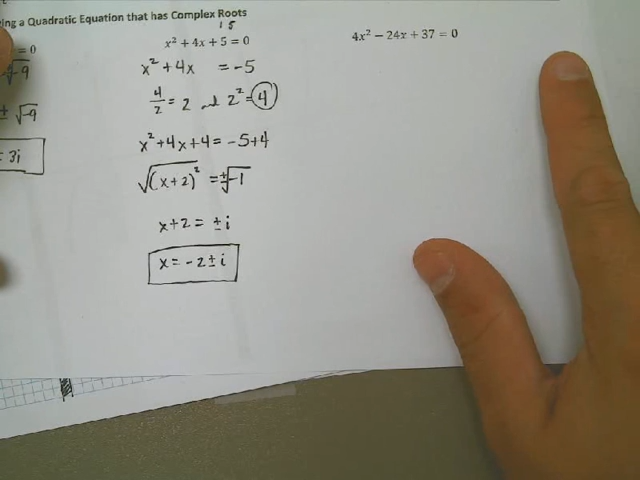 ing a Quadratic Equation that has Complex Roots
1 5
= 0
x² + 4x + 5 = 0
4x² − 24x + 37 = 0
√-9
x² + 4x = -5
± √-9
4/2 = 2 and 2² = 4
= 3i
x² + 4x + 4 = -5 + 4
√(x+2)² = ±√-1
x + 2 = ± i
x = -2 ± i